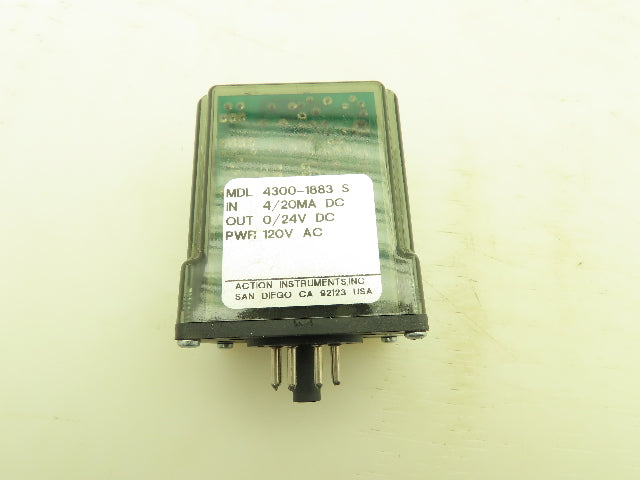 MDL 4300-1883 S
IN 4/20MA DC
OUT 0/24V DC
PWR 120V AC
ACTION INSTRUMENTS,INC
SAN DIEGO CA 92123 USA